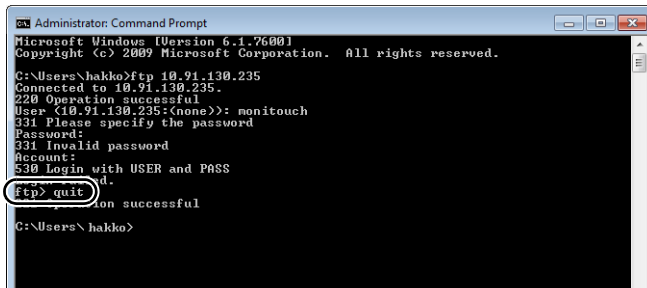 Administrator: Command Prompt
Microsoft Windows [Version 6.1.7600]
Copyright (c) 2009 Microsoft Corporation. All rights reserved.
C:\Users\hakko>ftp 10.91.130.235
Connected to 10.91.130.235.
220 Operation successful
User (10.91.130.235:(none)): monitouch
331 Please specify the password
Password:
331 Invalid password
Account:
530 Login with USER and PASS
Login failed.
ftp> quit
successful
C:\Users\hakko>